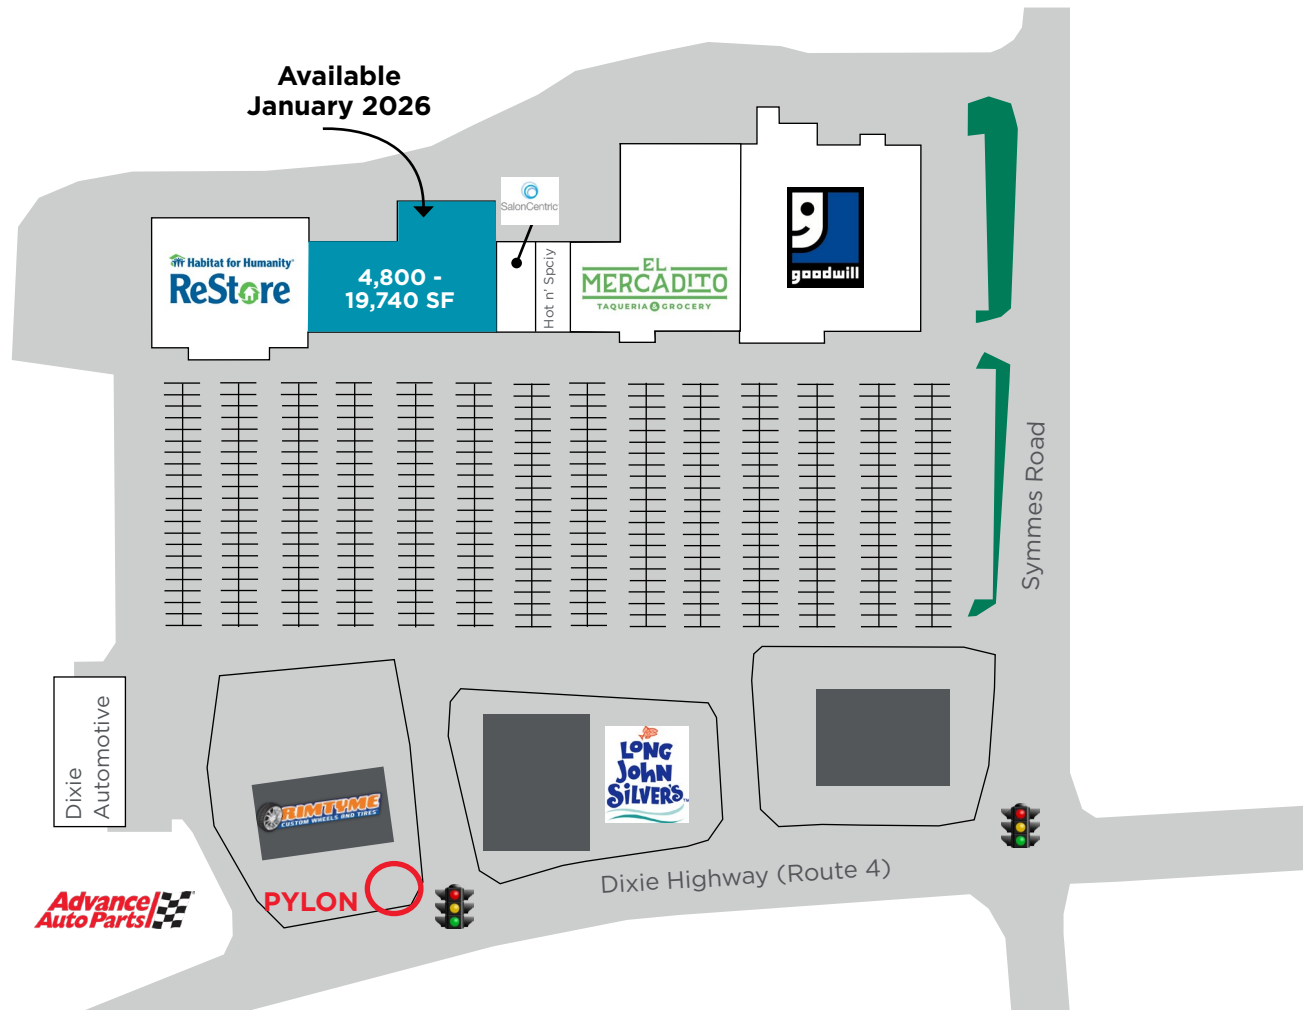 Available
January 2026
SalonCentric
Habitat for Humanity®
ReStore
4,800 -
19,740 SF
Hot n' Spciy
EL
MERCADITO
TAQUERIA & GROCERY
goodwill
Symmes Road
Dixie
Automotive
RIMTYME
CUSTOM WHEELS AND TIRES
LONG
JOHN
SILVER'S™
PYLON
Advance
Auto Parts
Dixie Highway (Route 4)